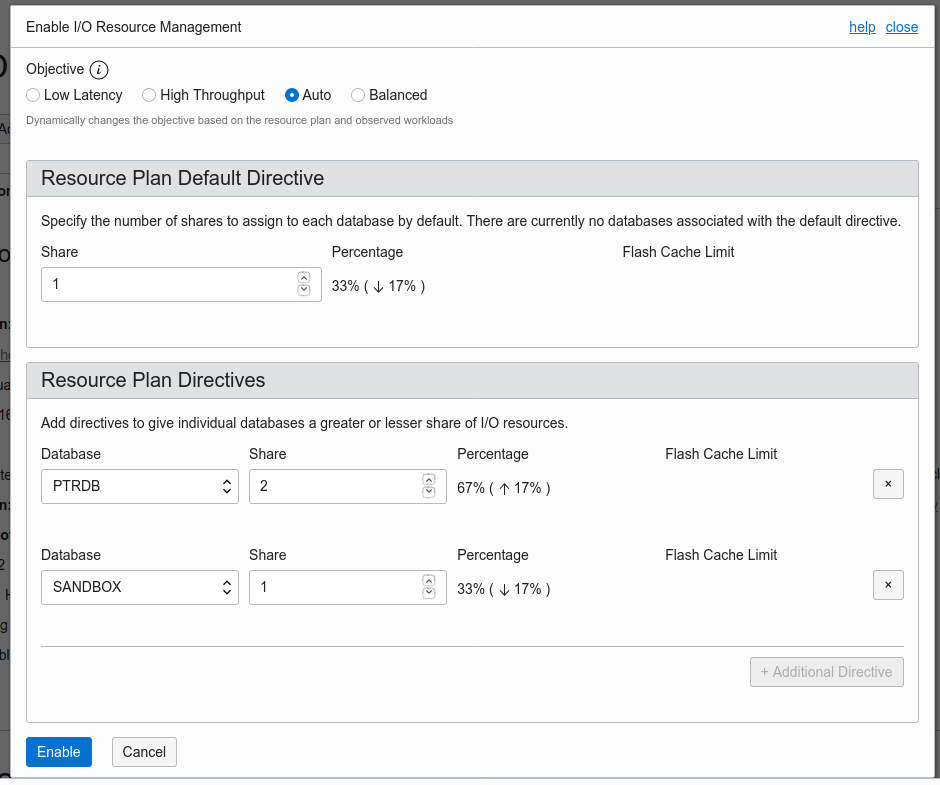 Enable I/O Resource Management
help close
Objective i
Low Latency High Throughput Auto Balanced
Dynamically changes the objective based on the resource plan and observed workloads
Resource Plan Default Directive
Specify the number of shares to assign to each database by default. There are currently no databases associated with the default directive.
Share Percentage Flash Cache Limit
1 33% ( ↓ 17% )
Resource Plan Directives
Add directives to give individual databases a greater or lesser share of I/O resources.
Database Share Percentage Flash Cache Limit
PTRDB 2 67% ( ↑ 17% ) ×
Database Share Percentage Flash Cache Limit
SANDBOX 1 33% ( ↓ 17% ) ×
+ Additional Directive
Enable Cancel